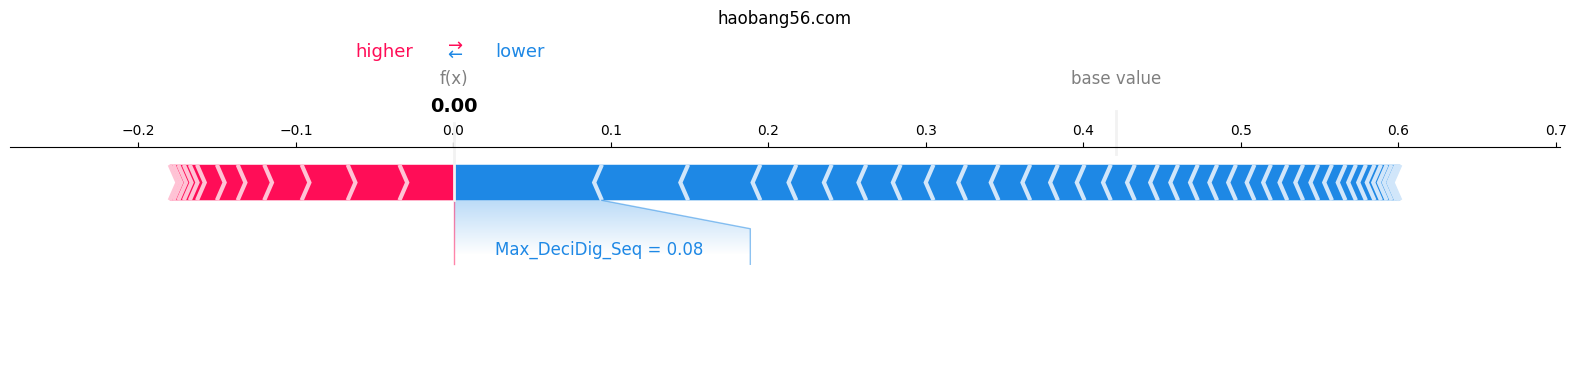 haobang56.com
higher ⇄ lower
f(x) base value
0.00
−0.2 −0.1 0.0 0.1 0.2 0.3 0.4 0.5 0.6 0.7
Max_DeciDig_Seq = 0.08